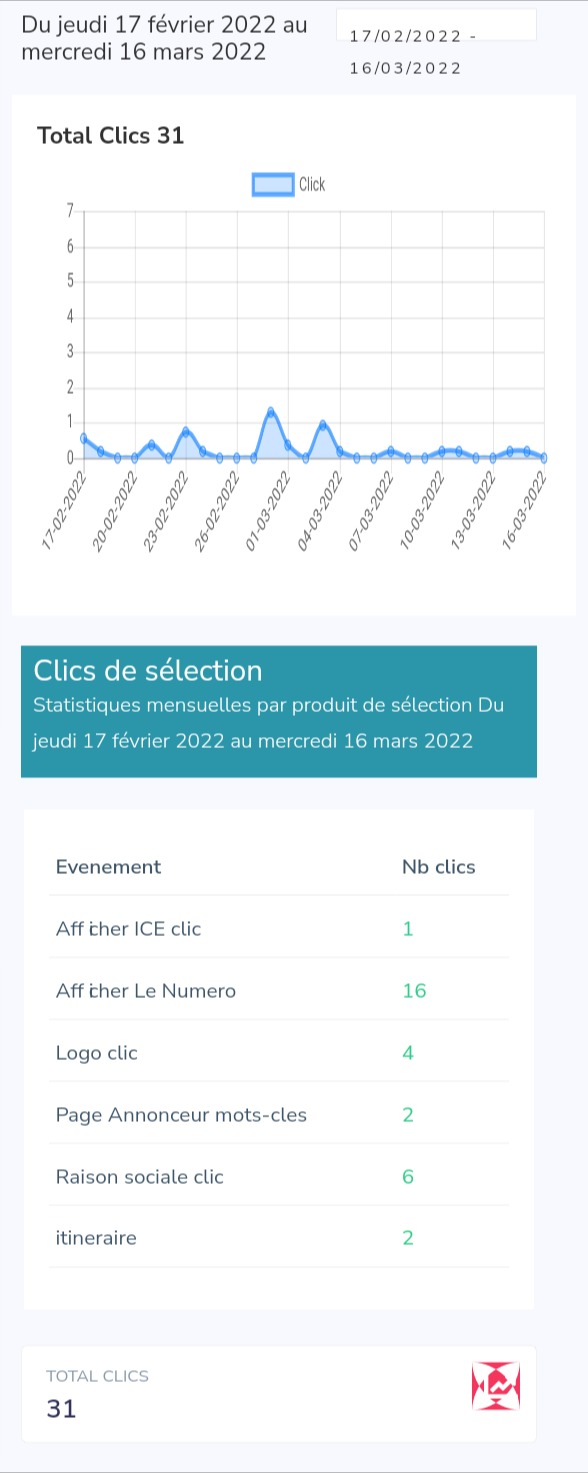 Du jeudi 17 février 2022 au
mercredi 16 mars 2022
17/02/2022 -
16/03/2022
Total Clics 31
Click
7
6
5
4
3
2
1
0
17-02-2022
20-02-2022
23-02-2022
26-02-2022
01-03-2022
04-03-2022
07-03-2022
10-03-2022
13-03-2022
16-03-2022
Clics de sélection
Statistiques mensuelles par produit de sélection Du
jeudi 17 février 2022 au mercredi 16 mars 2022
Evenement Nb clics
Afficher ICE clic 1
Afficher Le Numero 16
Logo clic 4
Page Annonceur mots-cles 2
Raison sociale clic 6
itineraire 2
TOTAL CLICS
31